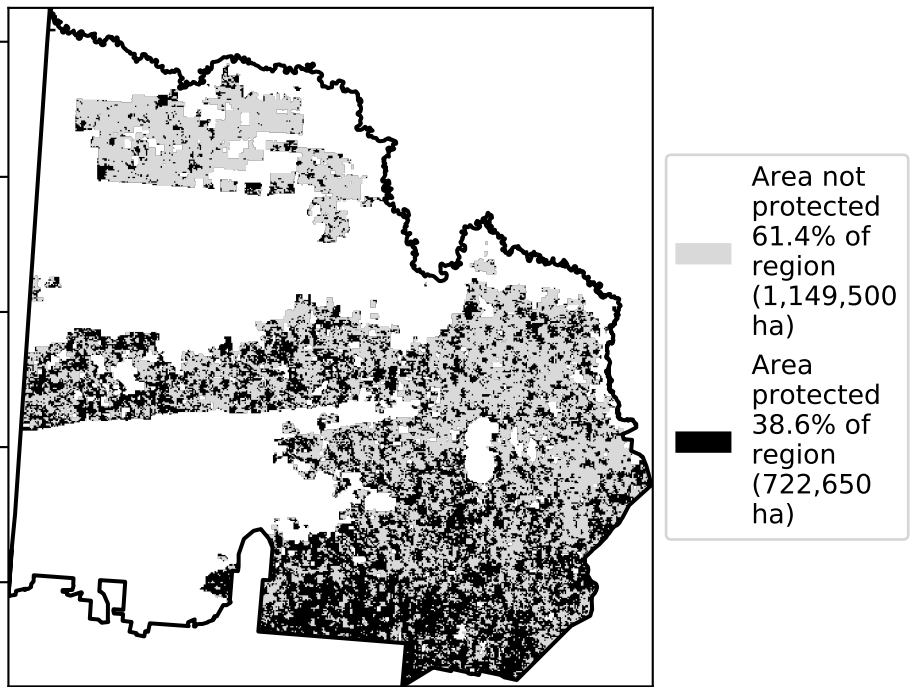 Area not
protected
61.4% of
region
(1,149,500
ha)
Area
protected
38.6% of
region
(722,650
ha)